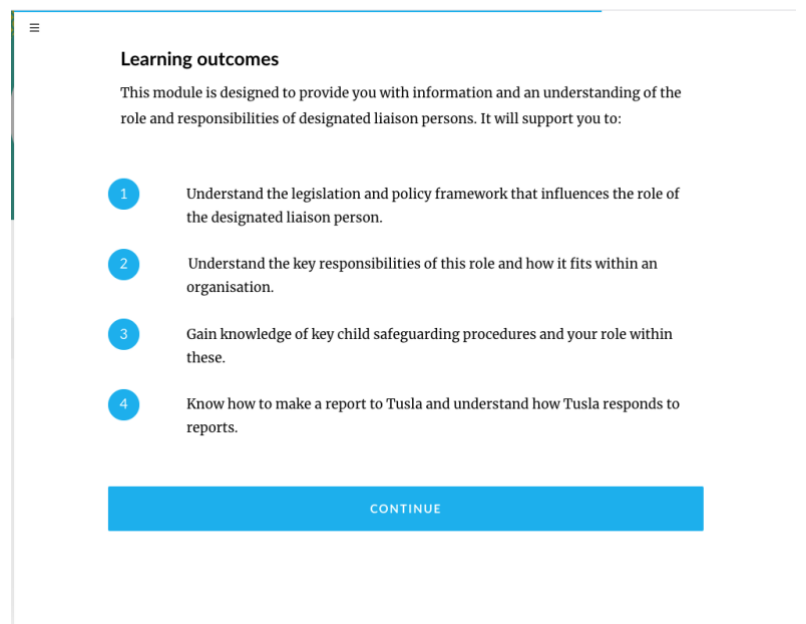 Learning outcomes
This module is designed to provide you with information and an understanding of the
role and responsibilities of designated liaison persons. It will support you to:
1
Understand the legislation and policy framework that influences the role of
the designated liaison person.
2
Understand the key responsibilities of this role and how it fits within an
organisation.
3
Gain knowledge of key child safeguarding procedures and your role within
these.
4
Know how to make a report to Tusla and understand how Tusla responds to
reports.
CONTINUE